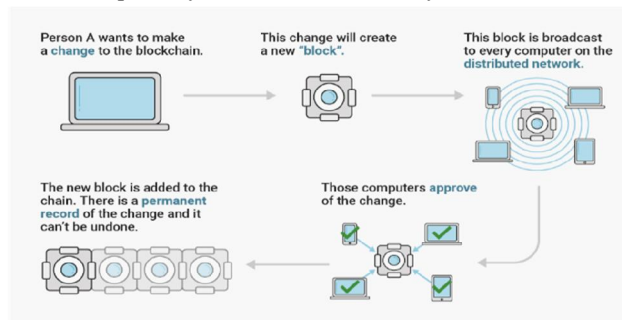 Person A wants to make
a change to the blockchain.
This change will create
a new "block".
This block is broadcast
to every computer on the
distributed network.
Those computers approve
of the change.
The new block is added to the
chain. There is a permanent
record of the change and it
can't be undone.